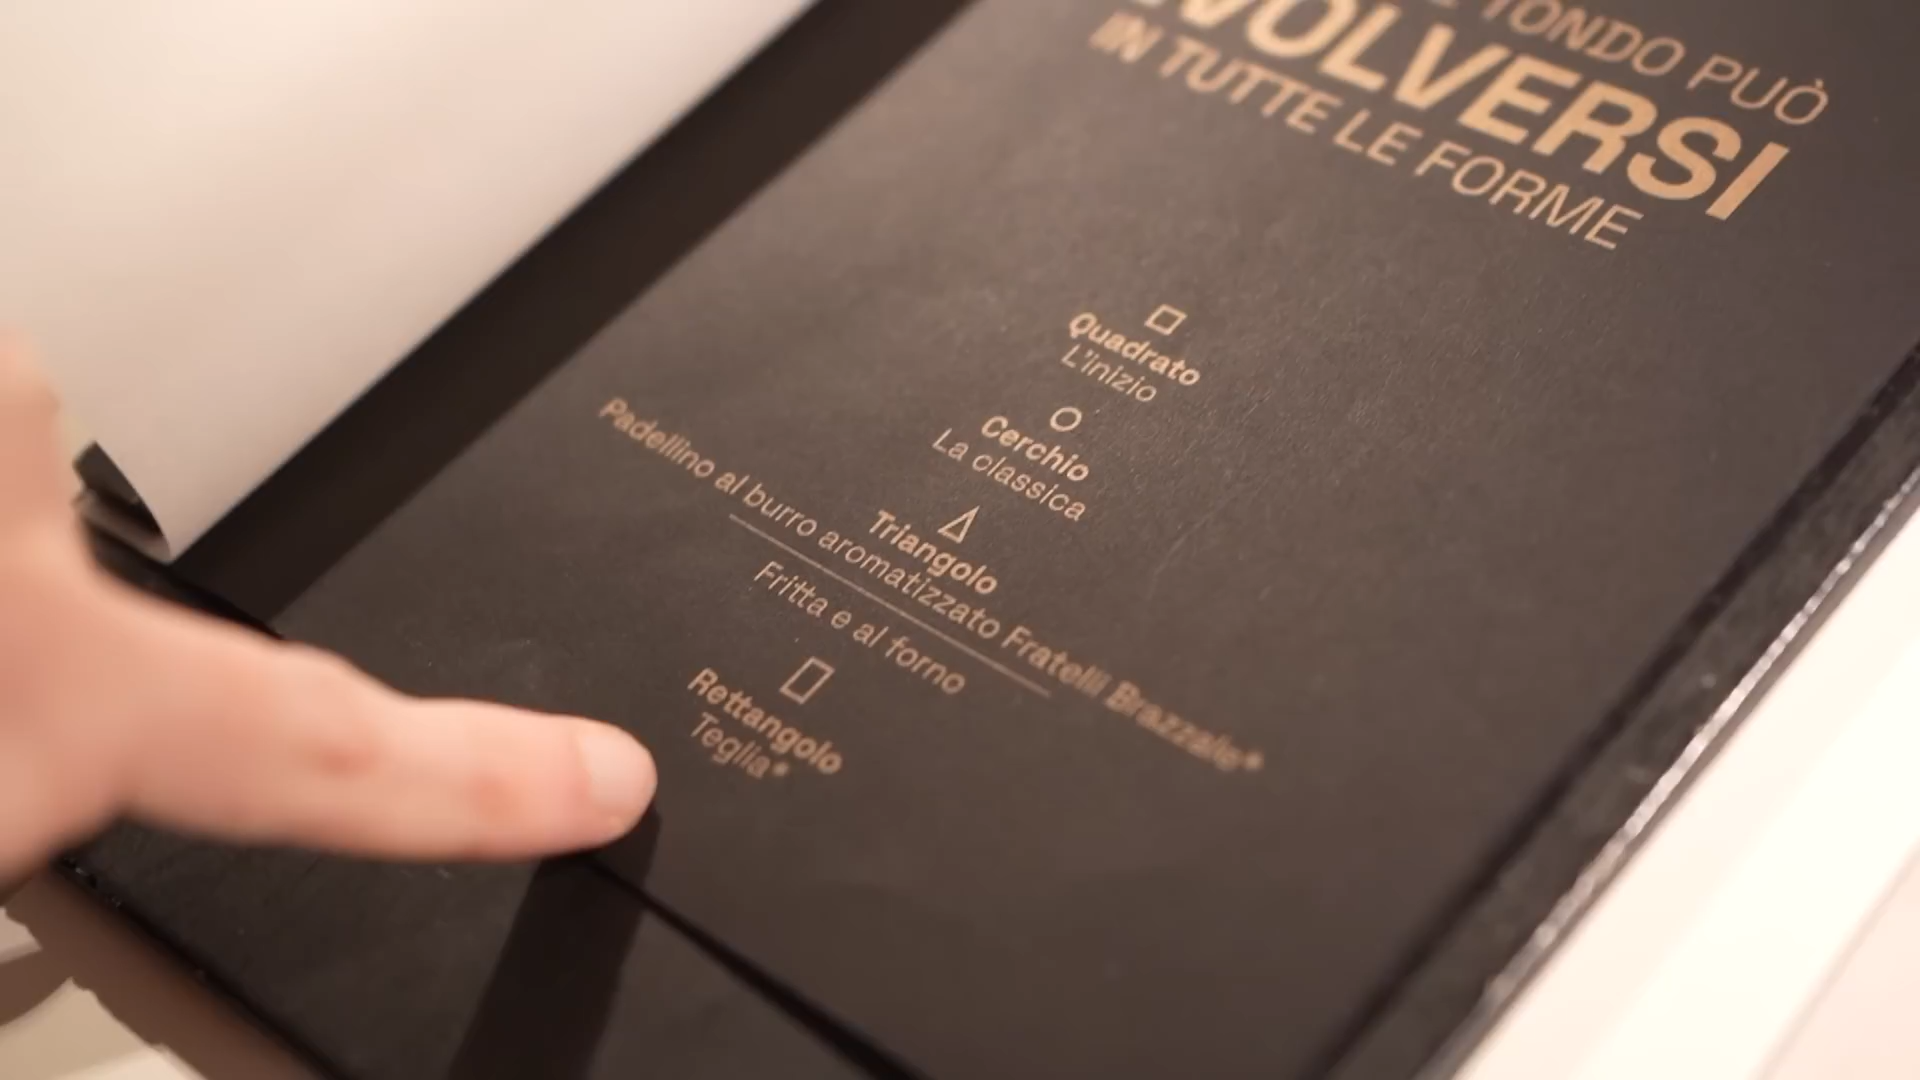 TONDO PUÒ
VOLVERSI
IN TUTTE LE FORME
Quadrato
L'inizio
Cerchio
La classica
Triangolo
Padellino al burro aromatizzato Fratelli Brazzale*
Fritta e al forno
Rettangolo
Teglia*